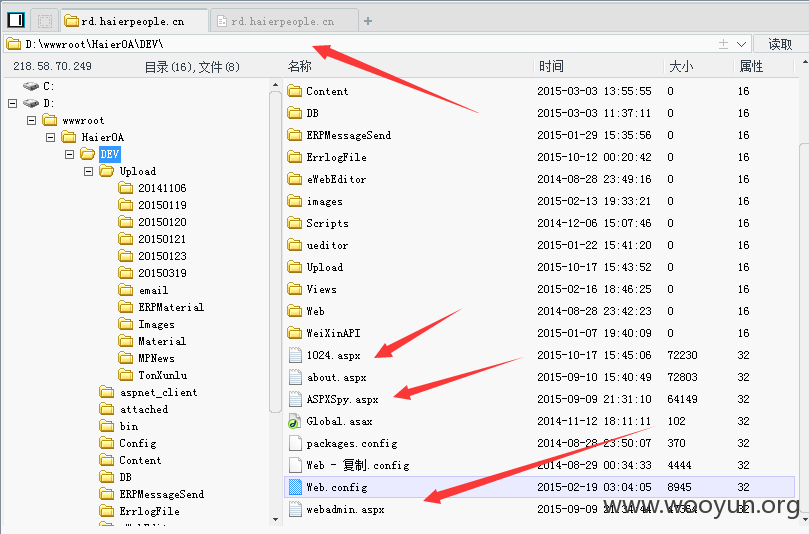 rd.haierpeople.cn rd.haierpeople.cn +
D:\wwwroot\HaierOA\DEV\ 读取
218.58.70.249 目录(16),文件(8) 名称 时间 大小 属性
C:
D:
wwwroot
HaierOA
DEV
Upload
20141106
20150119
20150120
20150121
20150123
20150319
email
ERPMaterial
Images
Material
MPNews
TonXunlu
aspnet_client
attached
bin
Config
Content
DB
ERPMessageSend
ErrlogFile
Content 2015-03-03 13:55:55 0 16
DB 2015-03-03 11:37:11 0 16
ERPMessageSend 2015-01-29 15:35:56 0 16
ErrlogFile 2015-10-12 00:20:42 0 16
eWebEditor 2014-08-28 23:49:16 0 16
images 2015-02-13 19:33:21 0 16
Scripts 2014-12-06 15:07:46 0 16
ueditor 2015-01-22 15:41:20 0 16
Upload 2015-10-17 15:43:52 0 16
Views 2015-02-16 18:46:25 0 16
Web 2014-08-28 23:42:23 0 16
WeiXinAPI 2015-01-07 19:40:09 0 16
1024.aspx 2015-10-17 15:45:06 72230 32
about.aspx 2015-09-10 15:40:49 72803 32
ASPXSpy.aspx 2015-09-09 21:31:10 64149 32
Global.asax 2014-11-12 18:11:11 102 32
packages.config 2014-08-28 23:50:07 370 32
Web - 复制.config 2014-08-29 00:34:33 4444 32
Web.config 2015-02-19 03:04:05 8945 32
webadmin.aspx 2015-09-09 32
www.wooyun.org